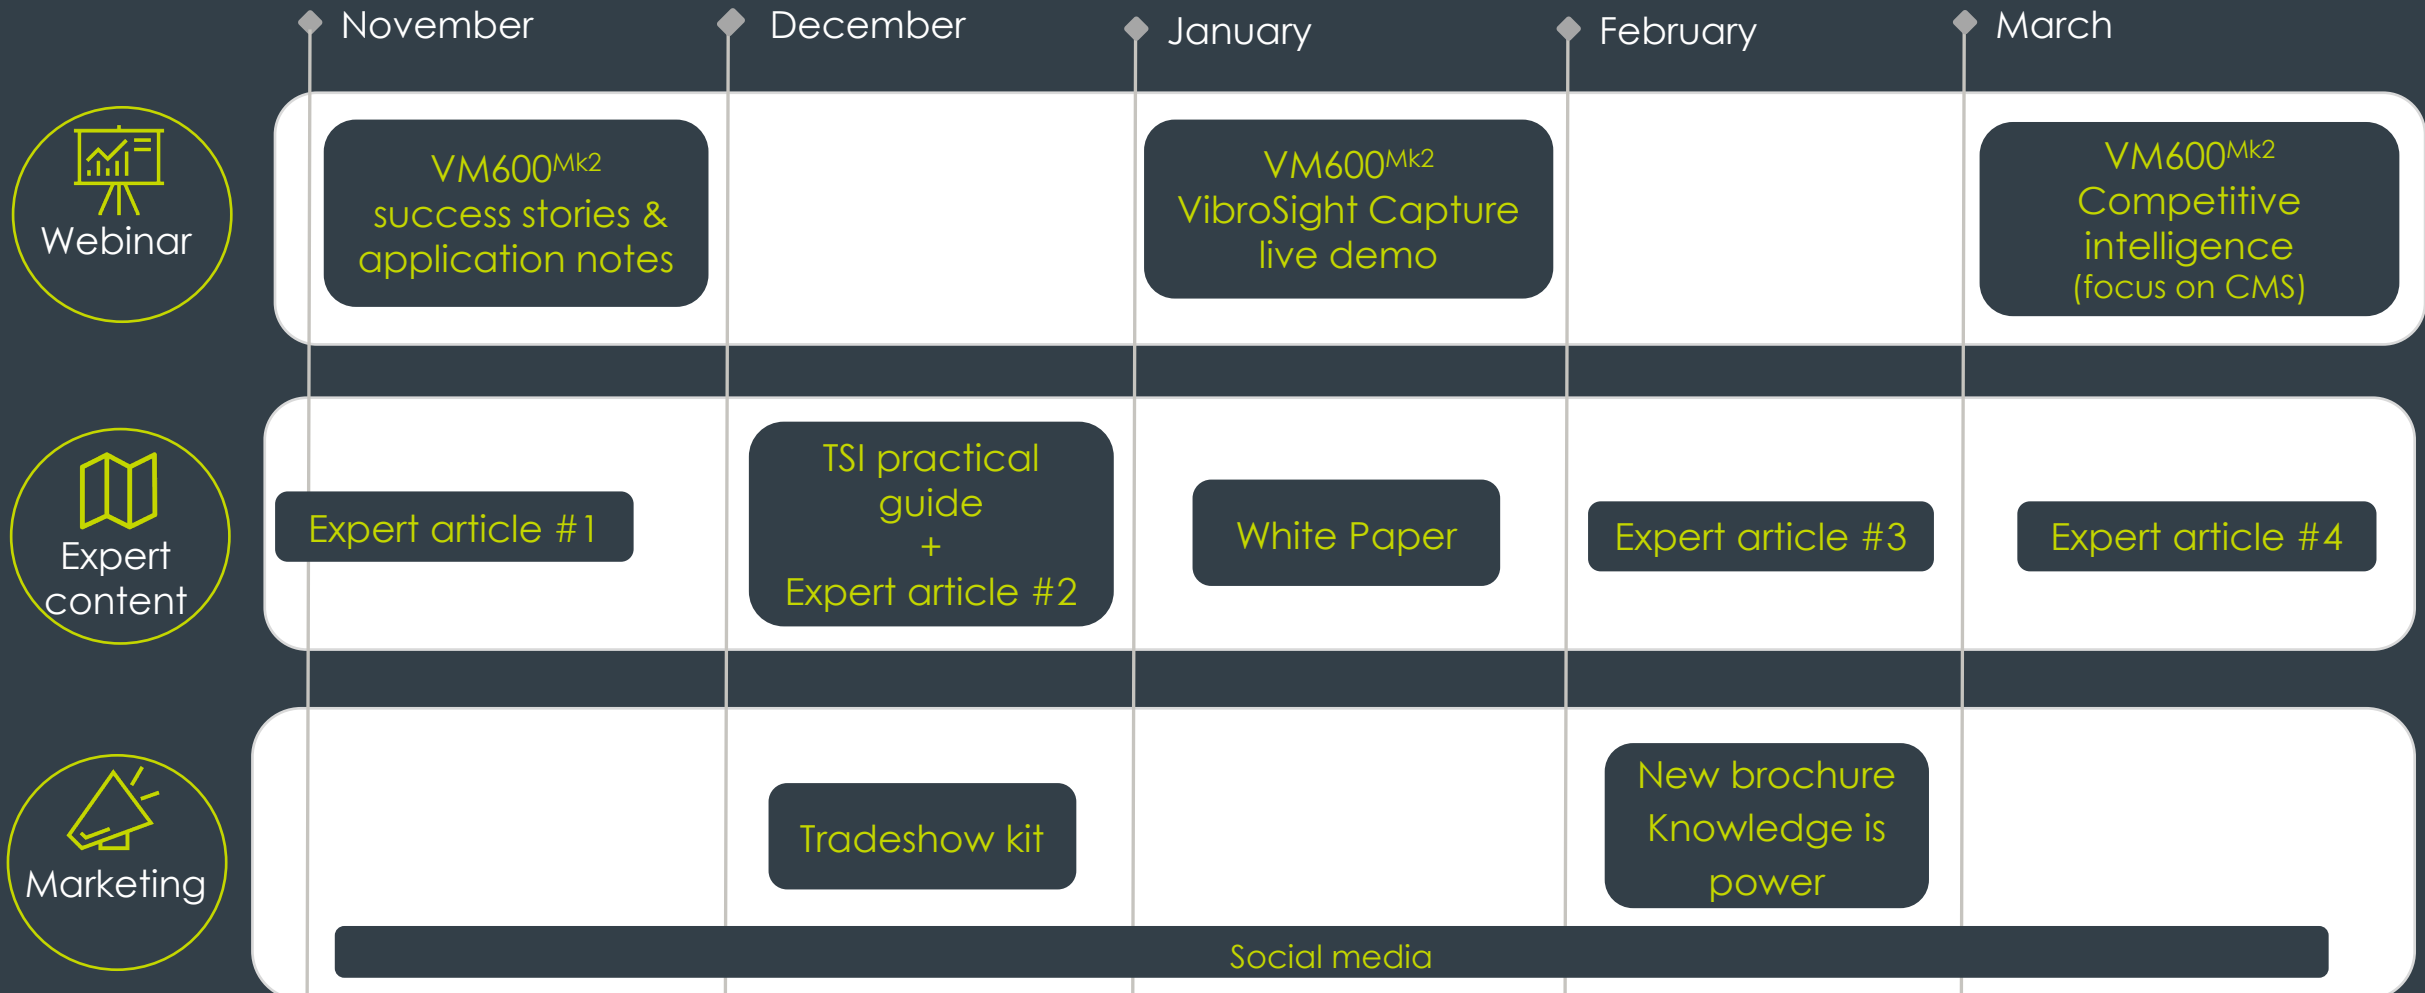 November
December
January
February
March
Webinar
VM600Mk2
success stories &
application notes
VM600Mk2
VibroSight Capture
live demo
VM600Mk2
Competitive
intelligence
(focus on CMS)
Expert
content
Expert article #1
TSI practical
guide
+
Expert article #2
White Paper
Expert article #3
Expert article #4
Marketing
Tradeshow kit
New brochure
Knowledge is
power
Social media